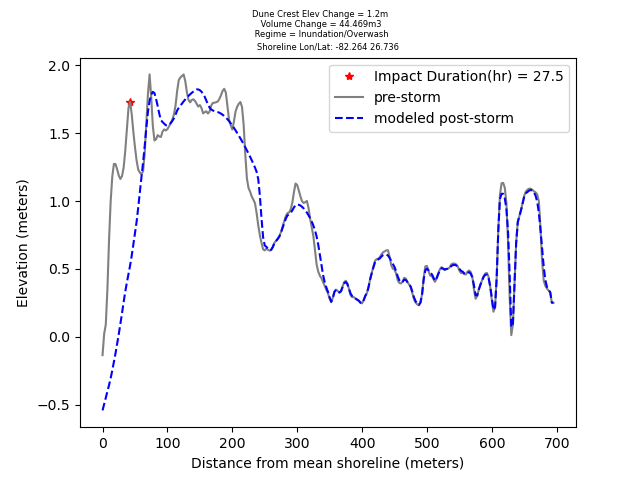 Dune Crest Elev Change = 1.2m
Volume Change = 44.469m3
Regime = Inundation/Overwash
Shoreline Lon/Lat: -82.264 26.736
Impact Duration(hr) = 27.5
pre-storm
modeled post-storm
2.0
1.5
1.0
0.5
0.0
−0.5
Elevation (meters)
0 100 200 300 400 500 600 700
Distance from mean shoreline (meters)